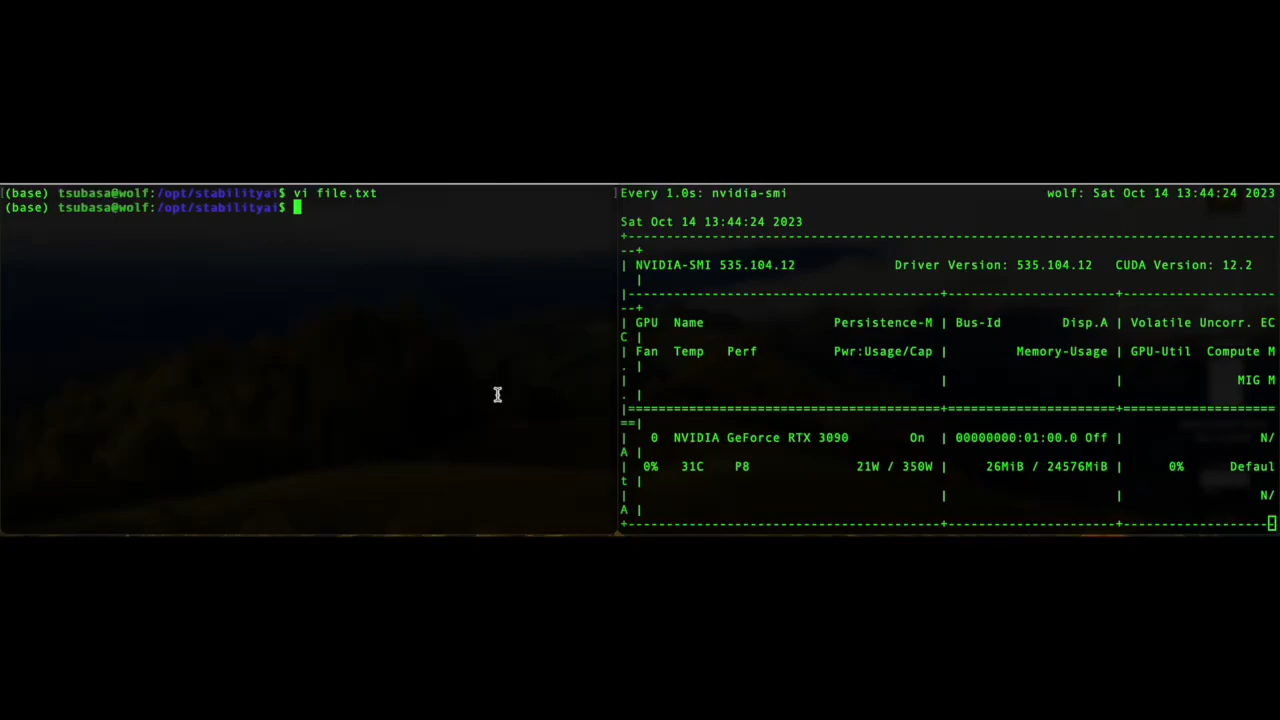 (base) tsubasa@wolf:/opt/stabilityai$ vi file.txt
(base) tsubasa@wolf:/opt/stabilityai$
Every 1.0s: nvidia-smi wolf: Sat Oct 14 13:44:24 2023
Sat Oct 14 13:44:24 2023
+-----------------------------------------------------------------------------------
--+
| NVIDIA-SMI 535.104.12 Driver Version: 535.104.12 CUDA Version: 12.2
|
|-----------------------------------------+----------------------+--------------------
--+
| GPU Name Persistence-M | Bus-Id Disp.A | Volatile Uncorr. EC
C |
| Fan Temp Perf Pwr:Usage/Cap | Memory-Usage | GPU-Util Compute M
. |
| | | MIG M
. |
|=========================================+======================+====================
==|
| 0 NVIDIA GeForce RTX 3090 On | 00000000:01:00.0 Off | N/
A |
| 0% 31C P8 21W / 350W | 26MiB / 24576MiB | 0% Defaul
t |
| | | N/
A |
+-----------------------------------------+----------------------+--------------------